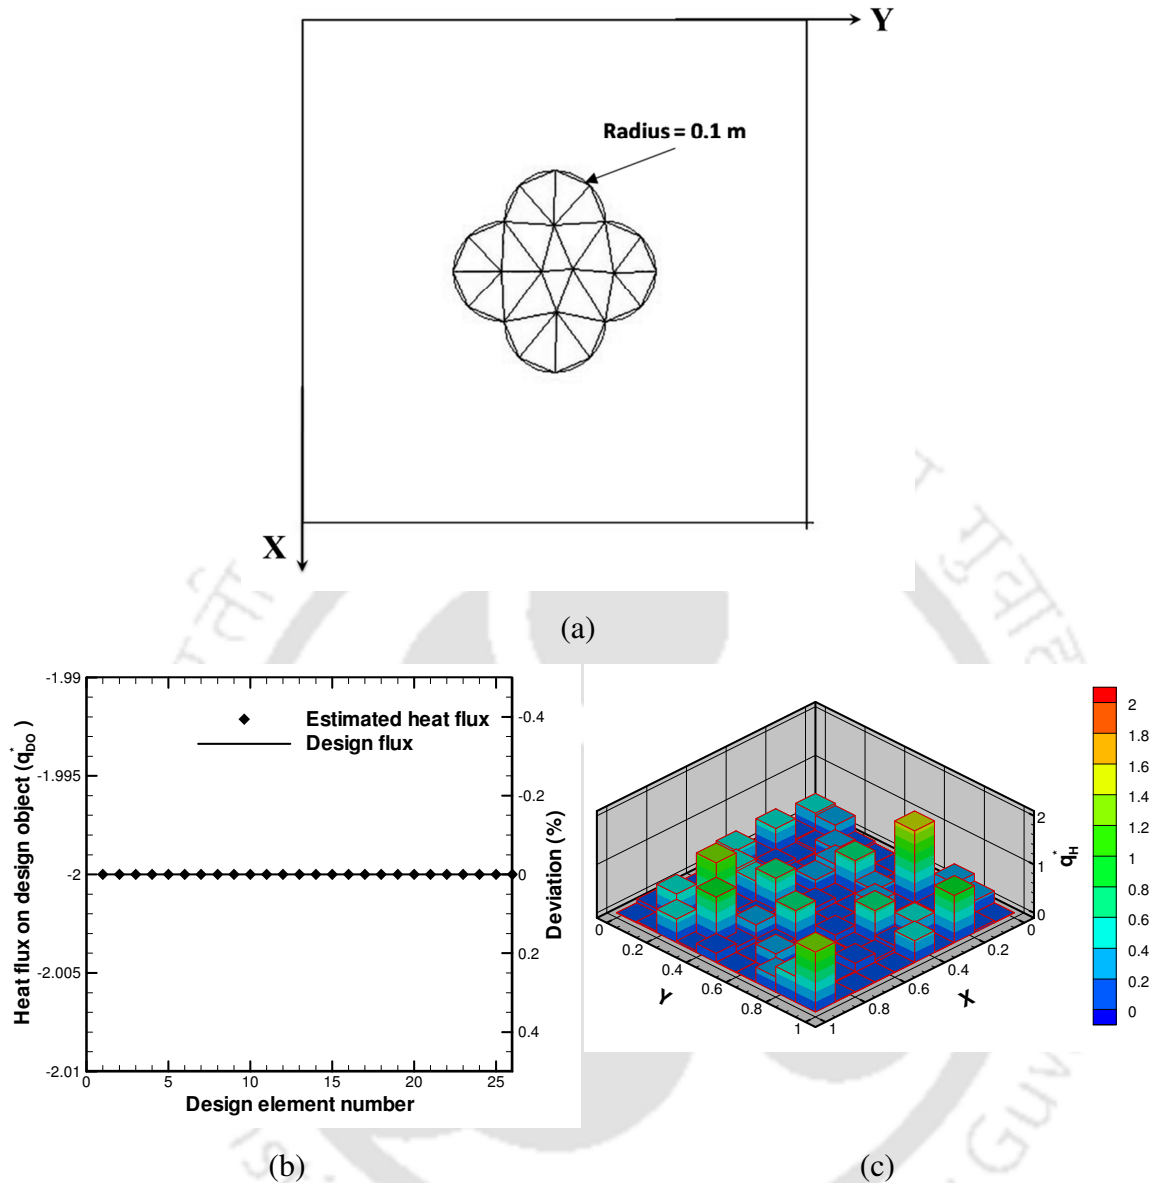 Y
Radius = 0.1 m
X
(a)
-1.99
-1.995
-2
-2.005
-2.01
Heat flux on design object (q*DO)
Estimated heat flux
Design flux
-0.4
-0.2
0
0.2
0.4
Deviation (%)
0 5 10 15 20 25
Design element number
(b)
2
1
0
q*H
0 0.2 0.4 0.6 0.8 1
Y
1 0.8 0.6 0.4 0.2 0
X
2
1.8
1.6
1.4
1.2
1
0.8
0.6
0.4
0.2
0
(c)